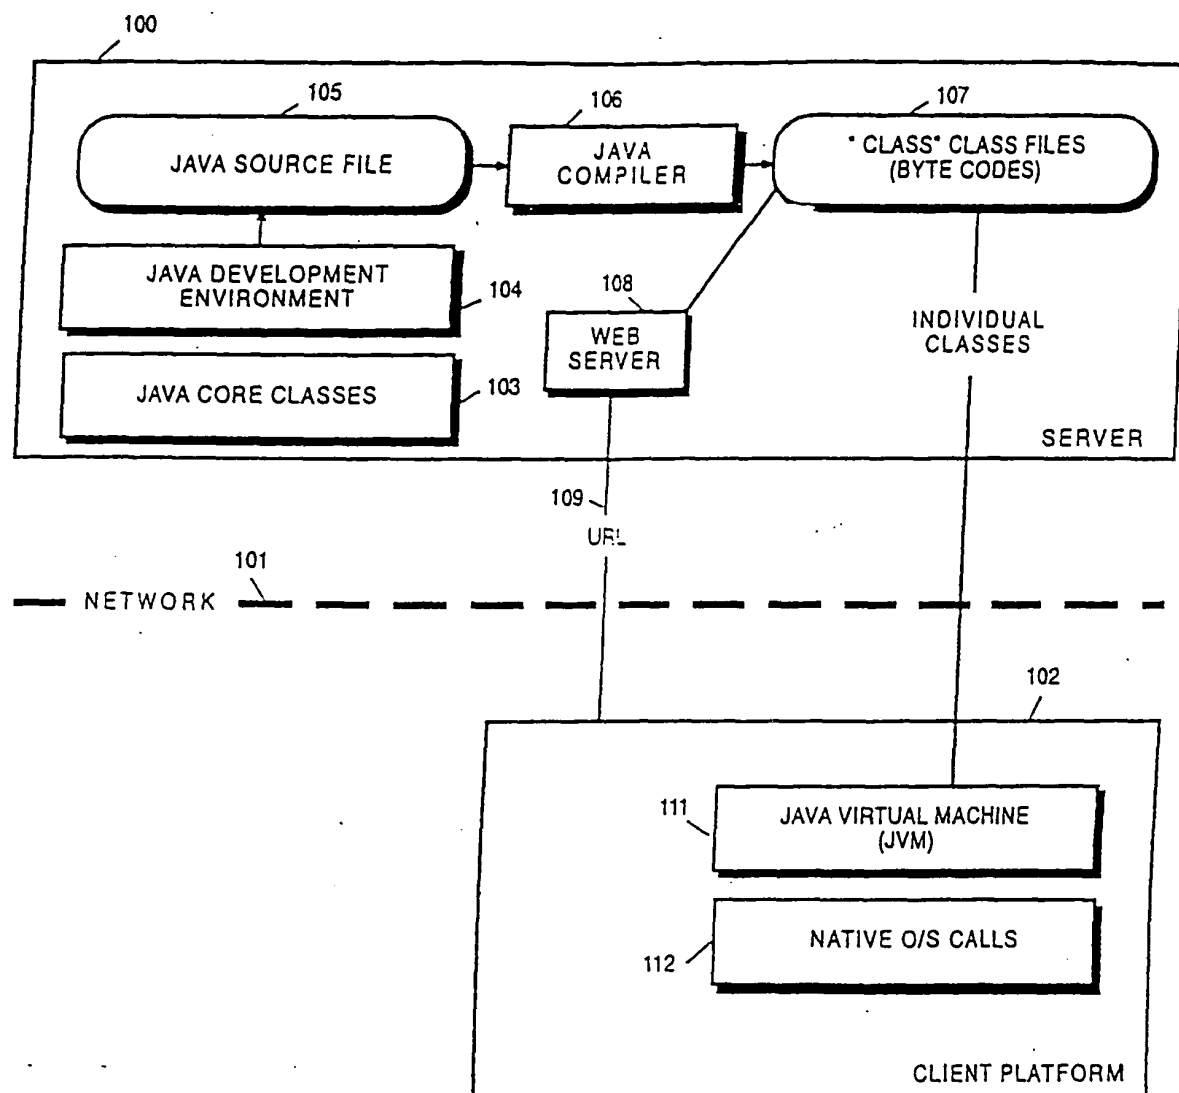 100
105
106
107
JAVA SOURCE FILE
JAVA
COMPILER
" CLASS" CLASS FILES
(BYTE CODES)
JAVA DEVELOPMENT
ENVIRONMENT
104
108
WEB
SERVER
INDIVIDUAL
CLASSES
JAVA CORE CLASSES
103
SERVER
109
URL
101
NETWORK
102
111
JAVA VIRTUAL MACHINE
(JVM)
NATIVE O/S CALLS
112
CLIENT PLATFORM